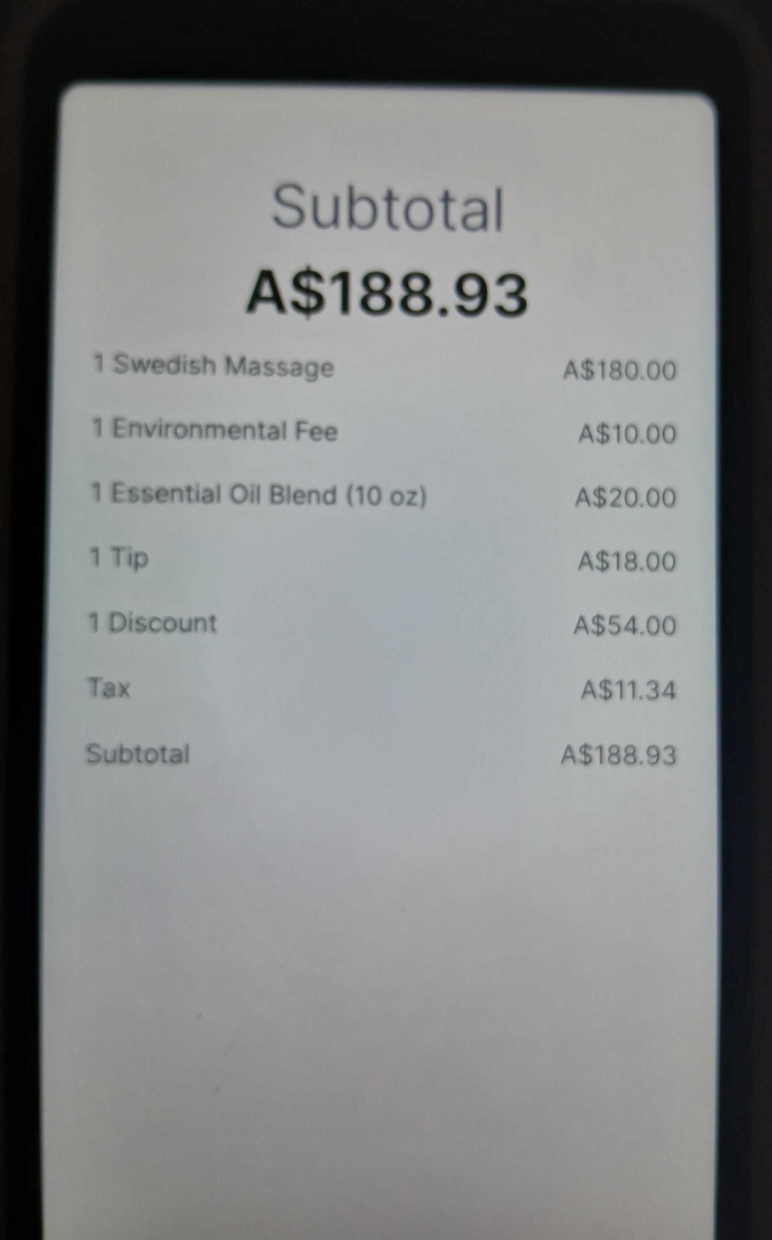 Subtotal
A$188.93
1 Swedish Massage A$180.00
1 Environmental Fee A$10.00
1 Essential Oil Blend (10 oz) A$20.00
1 Tip A$18.00
1 Discount A$54.00
Tax A$11.34
Subtotal A$188.93